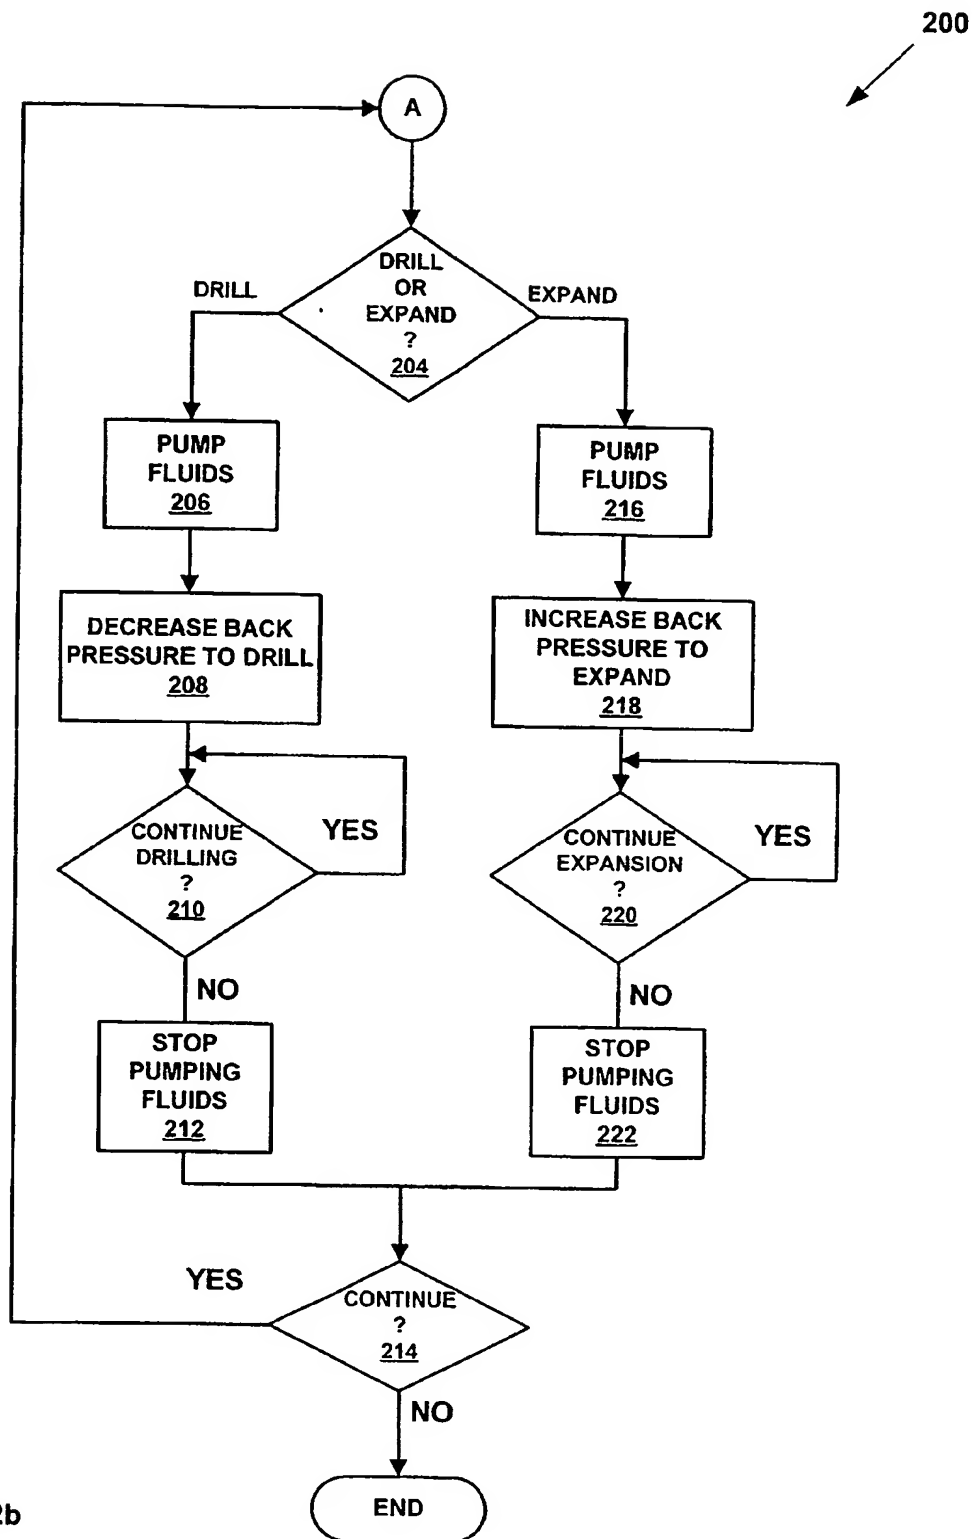 200
A
DRILL
OR
EXPAND
?
204
DRILL
EXPAND
PUMP
FLUIDS
206
PUMP
FLUIDS
216
DECREASE BACK
PRESSURE TO DRILL
208
INCREASE BACK
PRESSURE TO
EXPAND
218
CONTINUE
DRILLING
?
210
YES
CONTINUE
EXPANSION
?
220
YES
NO
NO
STOP
PUMPING
FLUIDS
212
STOP
PUMPING
FLUIDS
222
YES
CONTINUE
?
214
NO
END